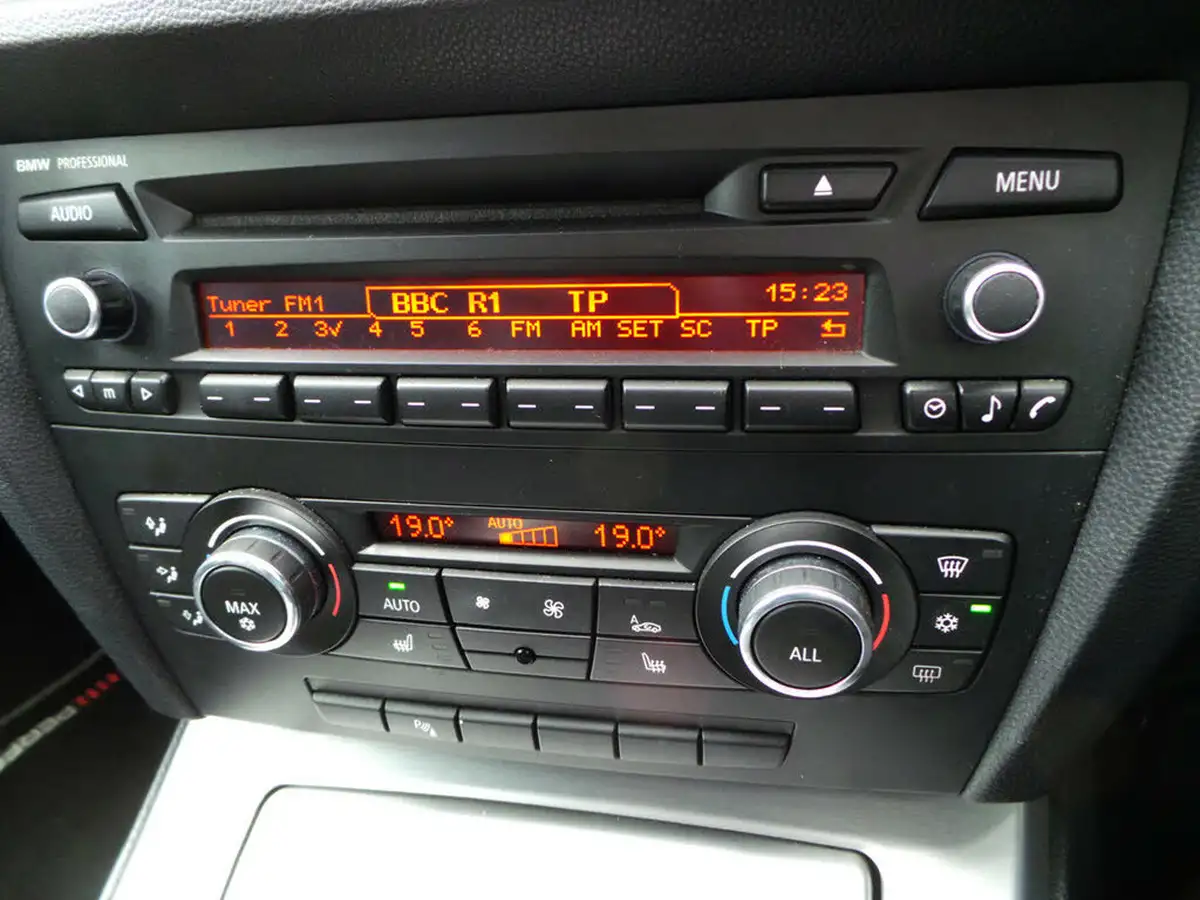 BMW PROFESSIONAL
AUDIO
MENU
Tuner FM1 BBC R1 TP 15:23
1 2 3✓ 4 5 6 FM AM SET SC TP
m
19.0° AUTO 19.0°
MAX
AUTO
A
ALL
P